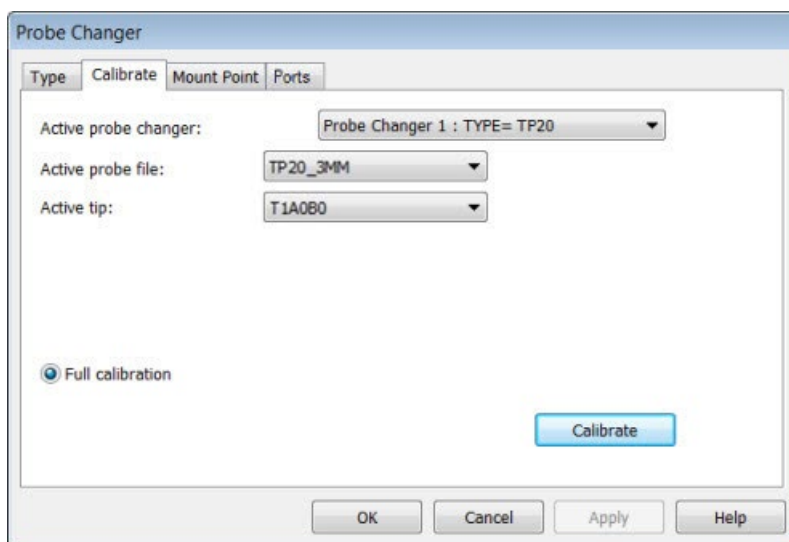 Probe Changer
Type Calibrate Mount Point Ports
Active probe changer: Probe Changer 1 : TYPE= TP20
Active probe file: TP20_3MM
Active tip: T1A0B0
Full calibration
Calibrate
OK Cancel Apply Help